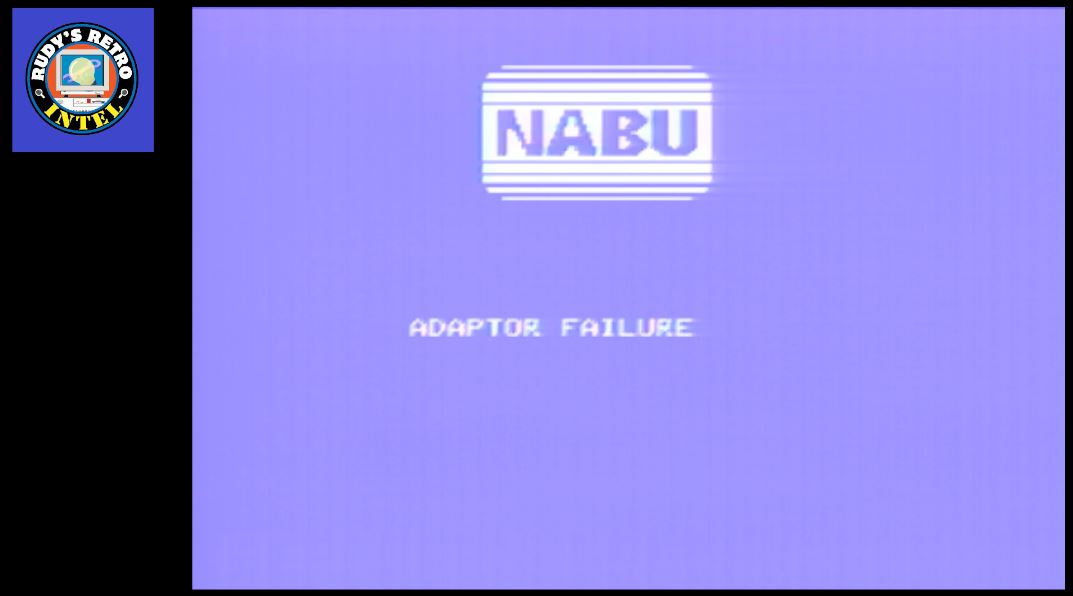 RUDY'S RETRO
INTEL
NABU
ADAPTOR FAILURE